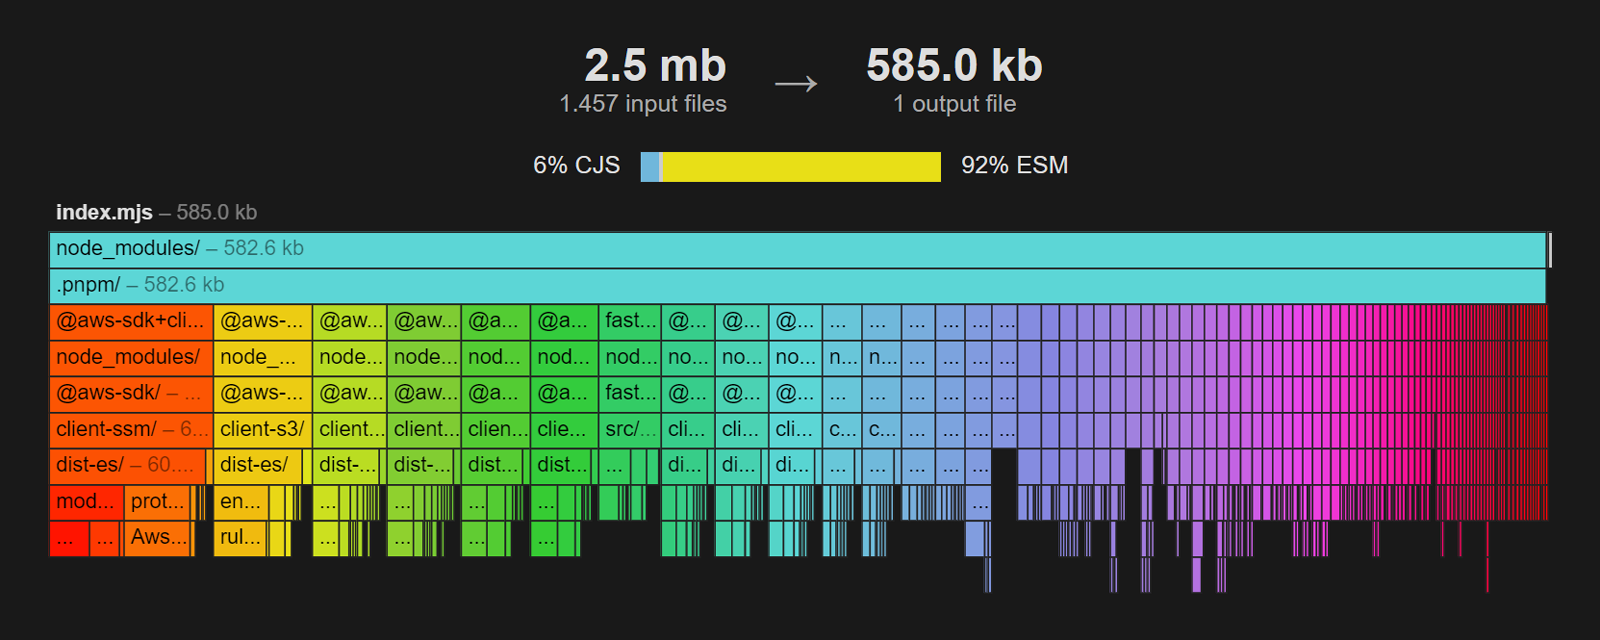 2.5 mb → 585.0 kb
1.457 input files 1 output file
6% CJS 92% ESM
index.mjs – 585.0 kb
node_modules/ – 582.6 kb
.pnpm/ – 582.6 kb
@aws-sdk+cli... @aws-... @aw... @aw... @a... @a... fast... @... @... @... ... ... ... ... ... ...
node_modules/ node_... node... node... nod... nod... nod... no... no... no... n... n... ... ... ... ...
@aws-sdk/ – ... @aws-... @aw... @aw... @a... @a... fast... @... @... @... ... ... ... ... ... ...
client-ssm/ – 6... client-s3/ client... client... clien... clie... src/... cli... cli... cli... c... c... ... ... ... ...
dist-es/ – 60.... dist-es/ dist-... dist-... dist... dist... ... di... di... di... ... ... ... ... ...
mod... prot... en... ... ... ... ... ... ... ... ... ... ...
... ... Aws... rul... ... ... ... ... ... ... ... ... ...